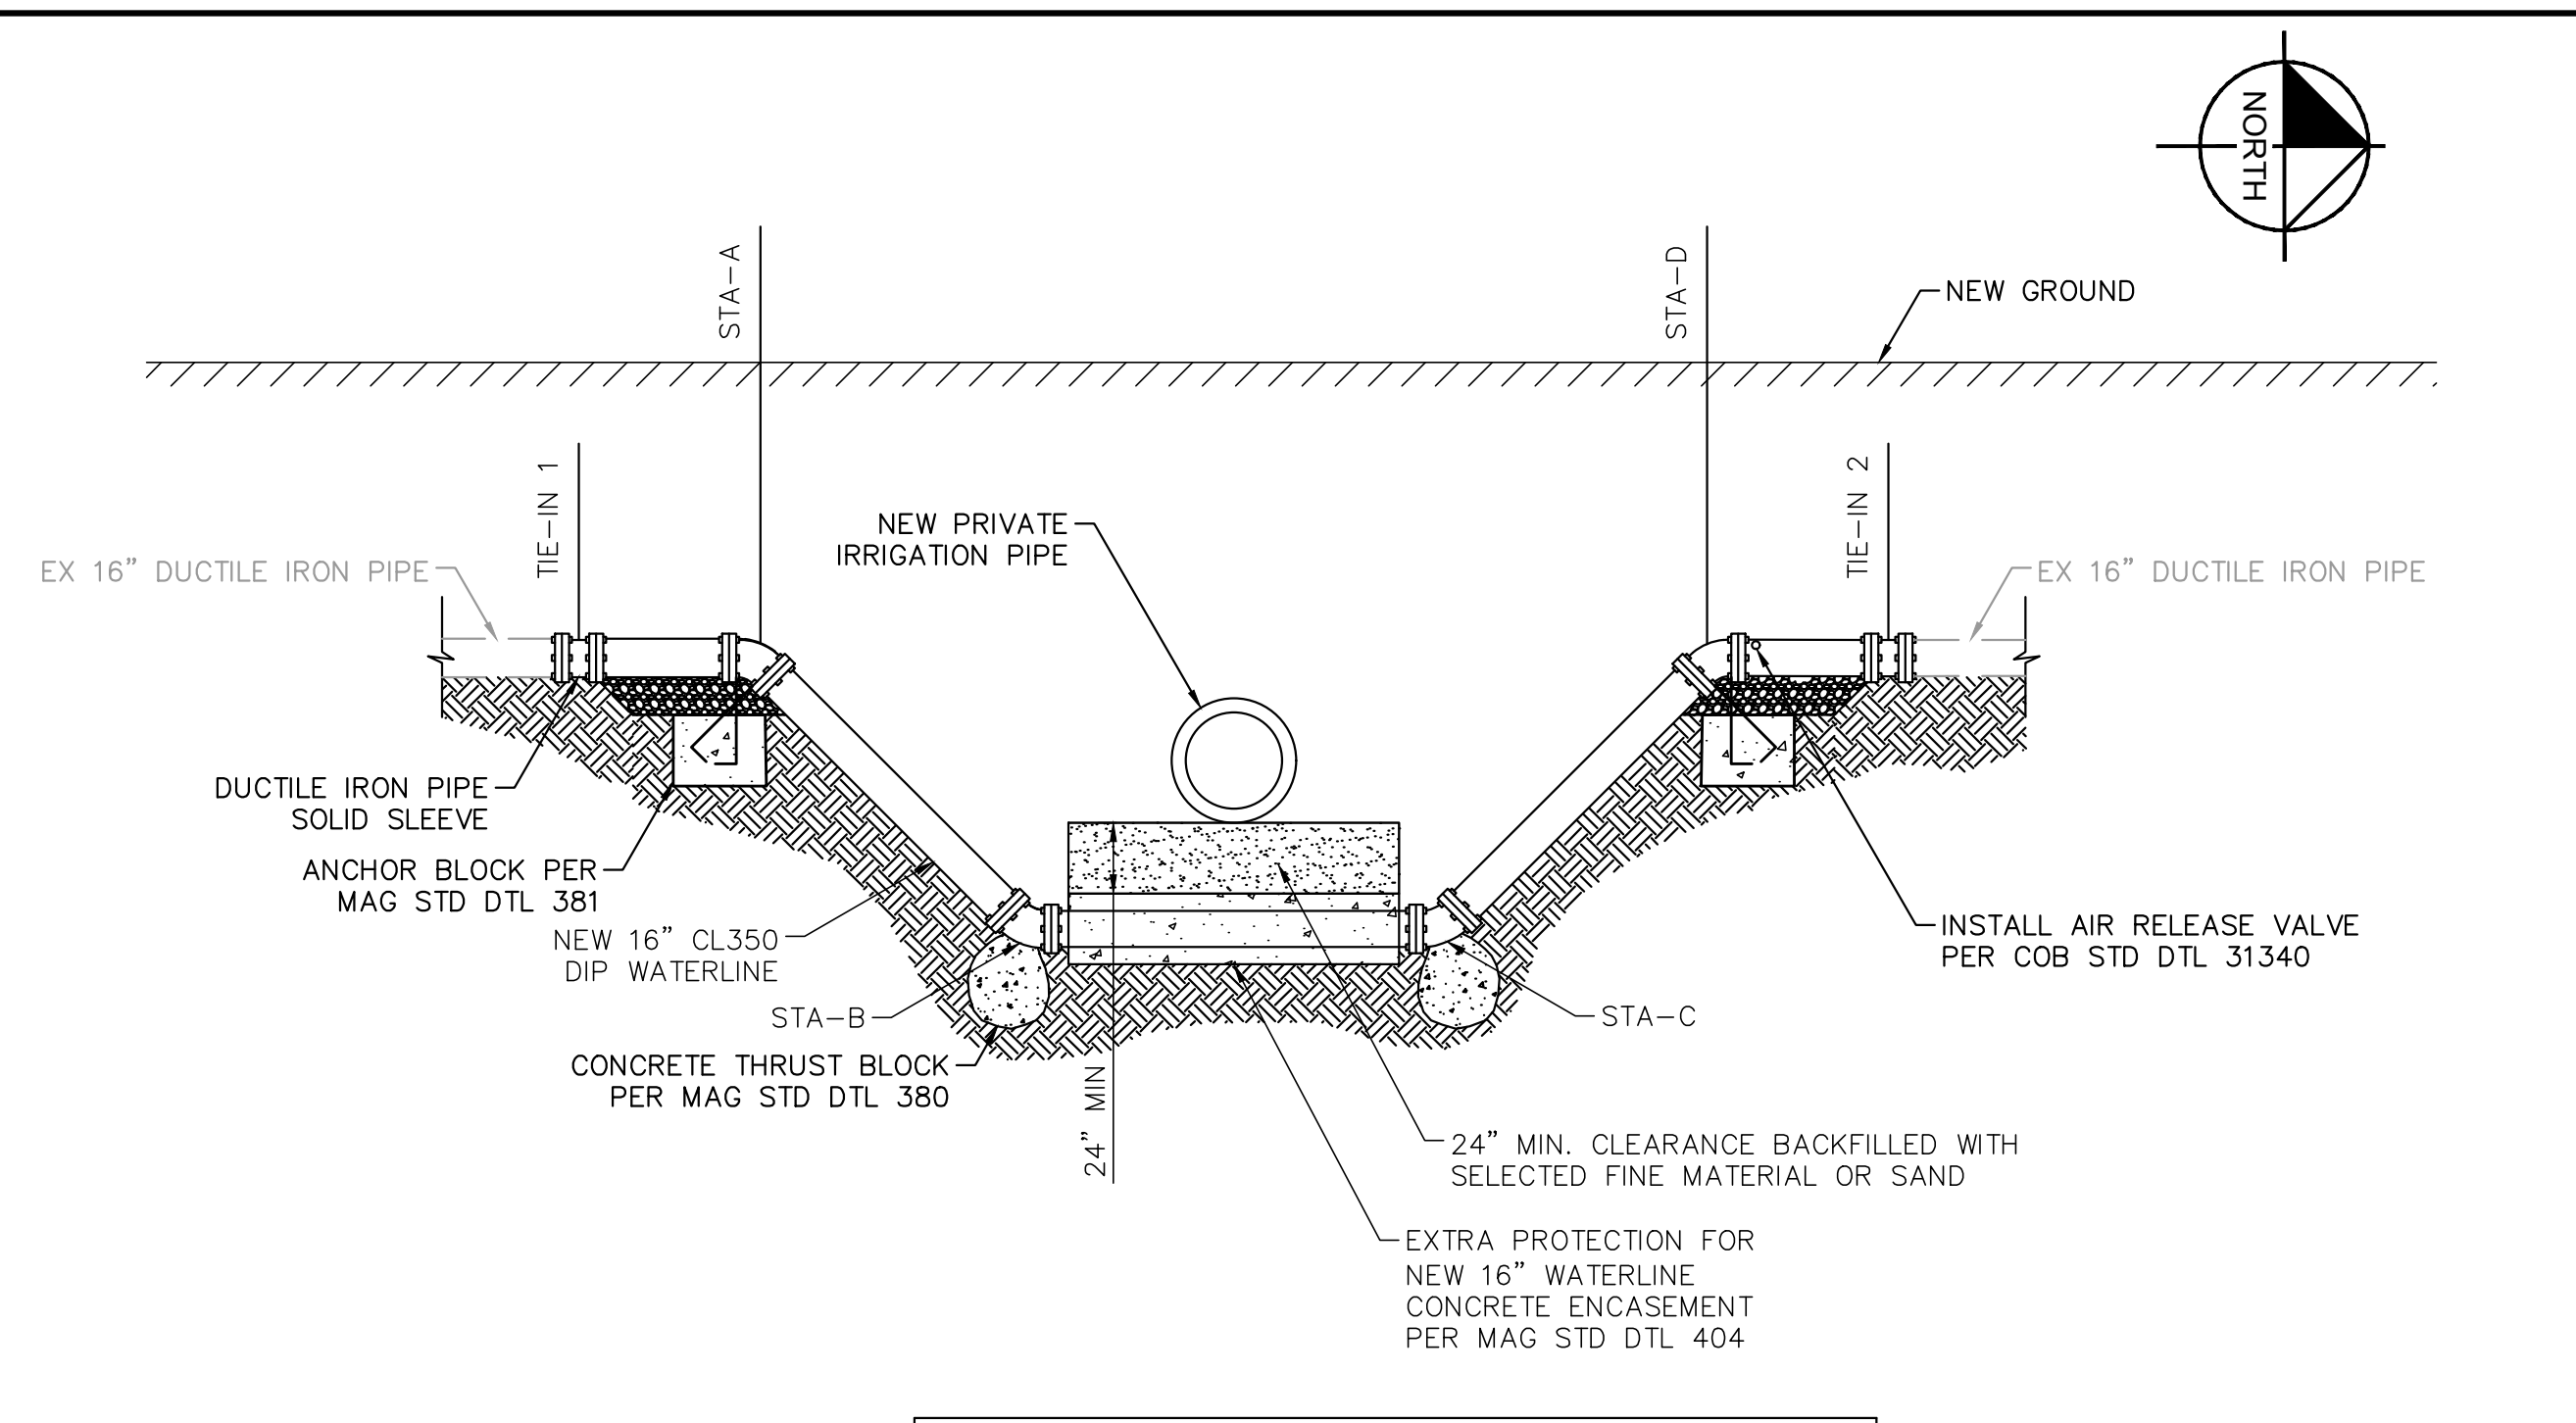 NORTH
STA-A
STA-D
NEW GROUND
TIE-IN 1
NEW PRIVATE
IRRIGATION PIPE
TIE-IN 2
EX 16” DUCTILE IRON PIPE
EX 16” DUCTILE IRON PIPE
DUCTILE IRON PIPE
SOLID SLEEVE
ANCHOR BLOCK PER
MAG STD DTL 381
NEW 16” CL350
DIP WATERLINE
INSTALL AIR RELEASE VALVE
PER COB STD DTL 31340
STA-B
STA-C
CONCRETE THRUST BLOCK
PER MAG STD DTL 380
24” MIN
24” MIN. CLEARANCE BACKFILLED WITH
SELECTED FINE MATERIAL OR SAND
EXTRA PROTECTION FOR
NEW 16” WATERLINE
CONCRETE ENCASEMENT
PER MAG STD DTL 404